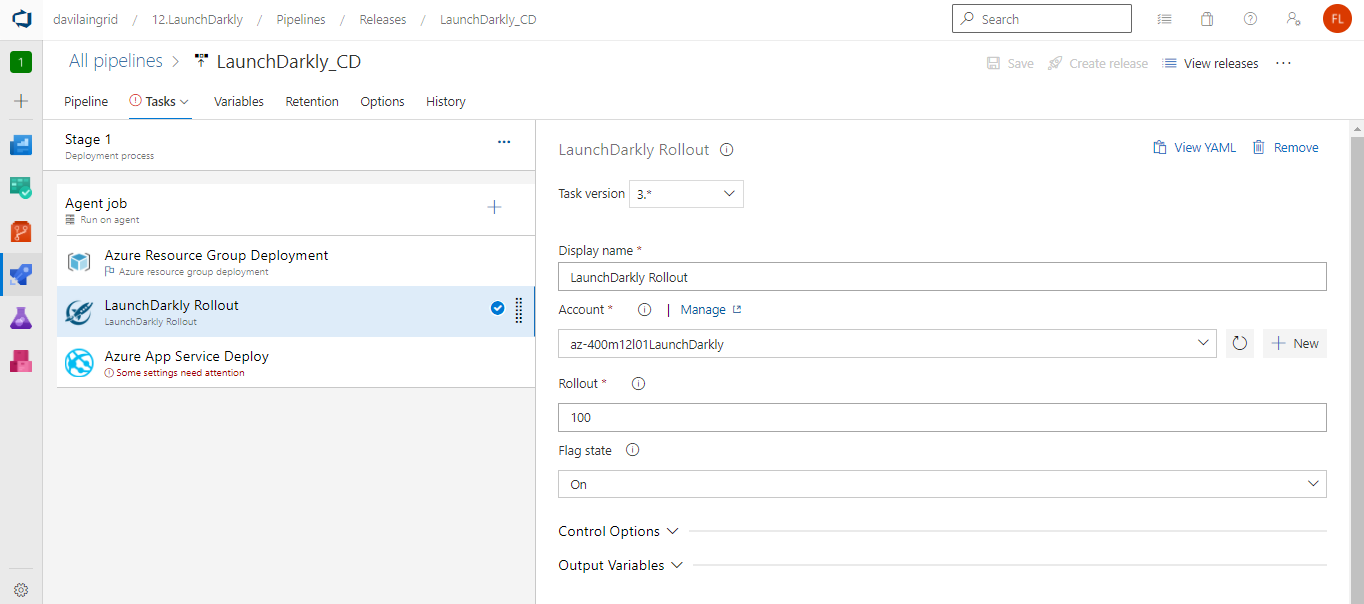 davilaingrid / 12.LaunchDarkly / Pipelines / Releases / LaunchDarkly_CD
Search
FL
1
All pipelines > LaunchDarkly_CD
Save Create release View releases ...
Pipeline Tasks Variables Retention Options History
Stage 1
Deployment process
...
Agent job
Run on agent
Azure Resource Group Deployment
Azure resource group deployment
LaunchDarkly Rollout
LaunchDarkly Rollout
Azure App Service Deploy
Some settings need attention
LaunchDarkly Rollout
View YAML Remove
Task version 3.*
Display name *
LaunchDarkly Rollout
Account * | Manage
az-400m12l01LaunchDarkly
New
Rollout *
100
Flag state
On
Control Options
Output Variables